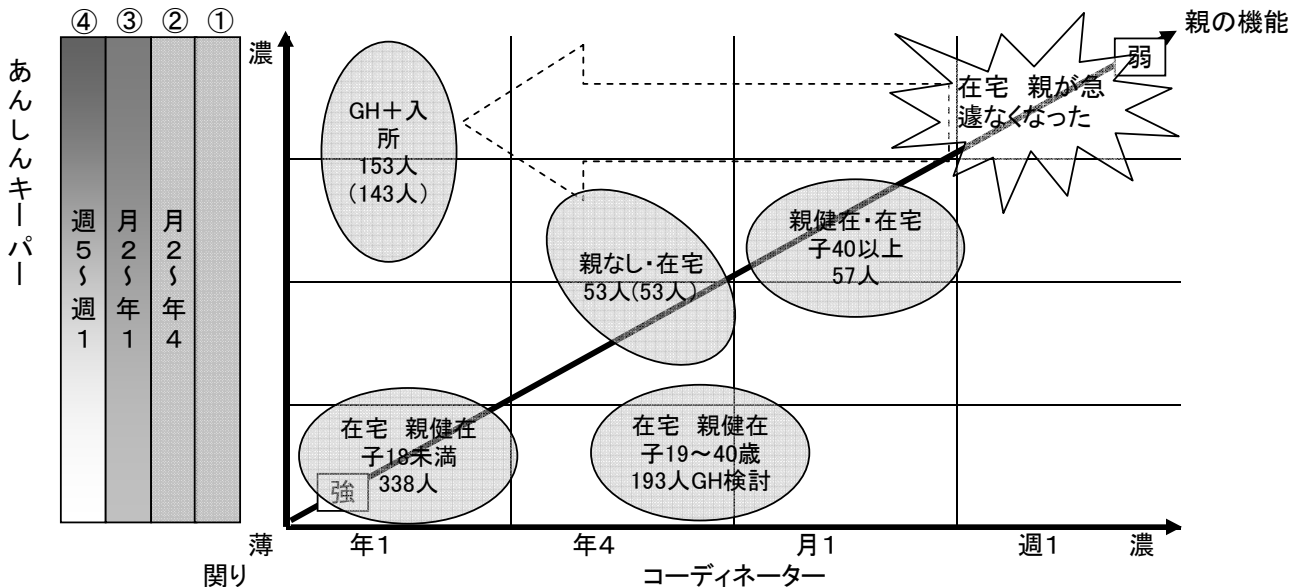 ④ ③ ② ①
あんしんキーパー
週5～週1
月2～年1
月2～年4
濃
親の機能
弱
GH＋入
所
153人
(143人)
在宅　親が急
遽なくなった
親なし・在宅
53人(53人)
親健在・在宅
子40以上
57人
在宅　親健在
子18未満
338人
強
在宅　親健在
子19～40歳
193人GH検討
薄
年1
年4
月1
週1
濃
関り
コーディネーター